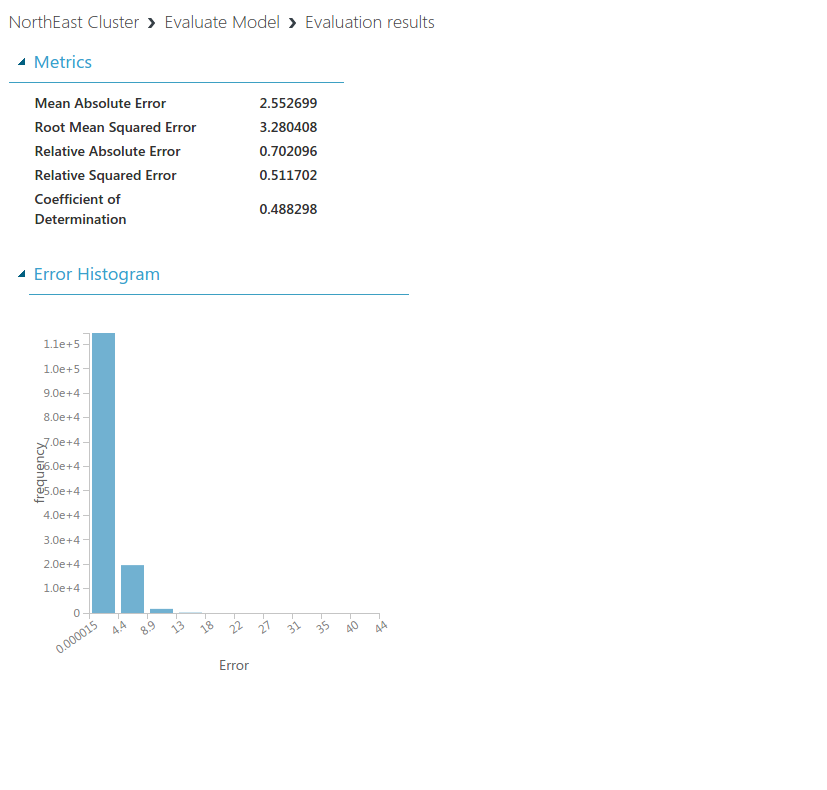 NorthEast Cluster > Evaluate Model > Evaluation results
Metrics
Mean Absolute Error 2.552699
Root Mean Squared Error 3.280408
Relative Absolute Error 0.702096
Relative Squared Error 0.511702
Coefficient of
Determination 0.488298
Error Histogram
1.1e+5
1.0e+5
9.0e+4
8.0e+4
7.0e+4
6.0e+4
5.0e+4
4.0e+4
3.0e+4
2.0e+4
1.0e+4
0
frequency
0.000015 4.4 8.9 13 18 22 27 31 35 40 44
Error